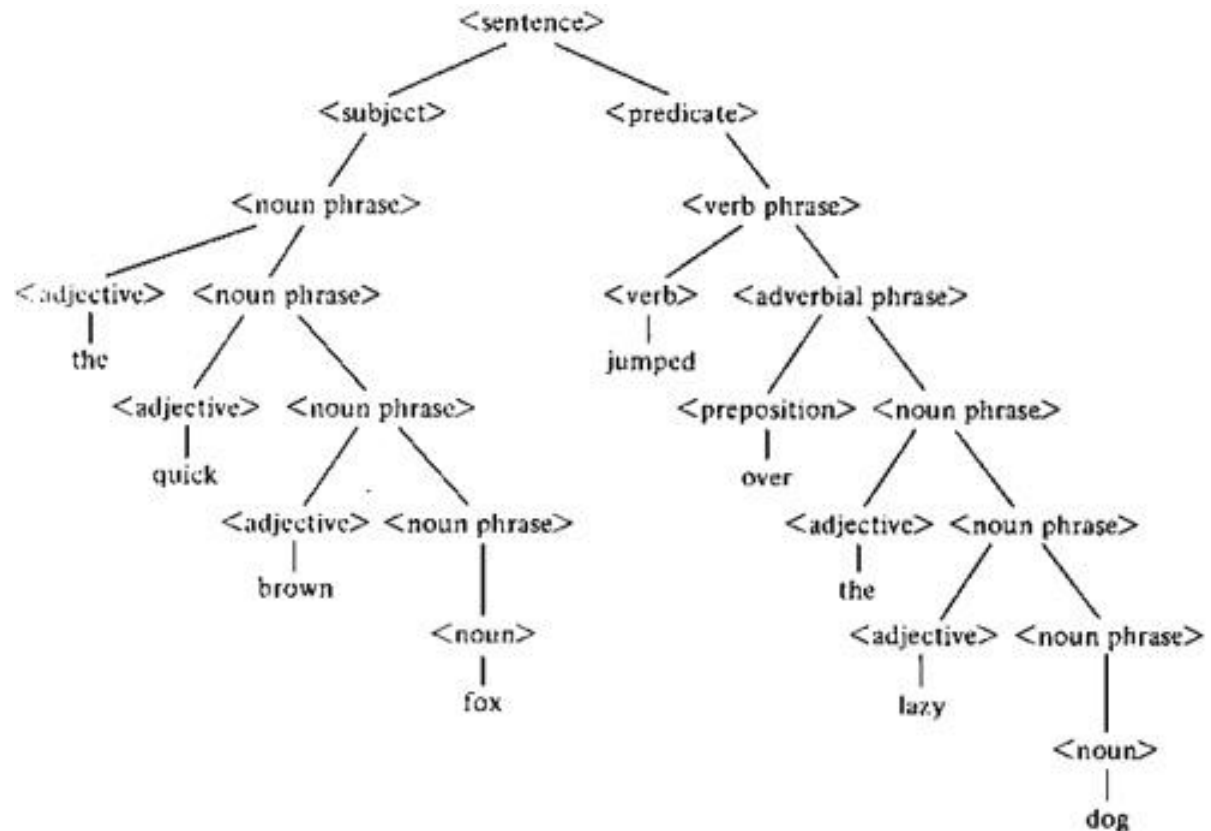 <sentence>
<subject> <predicate>
<noun phrase> <verb phrase>
<adjective> <noun phrase> <verb> <adverbial phrase>
the jumped
<adjective> <noun phrase> <preposition> <noun phrase>
quick over
<adjective> <noun phrase> <adjective> <noun phrase>
brown the
<noun> <adjective> <noun phrase>
fox lazy
<noun>
dog